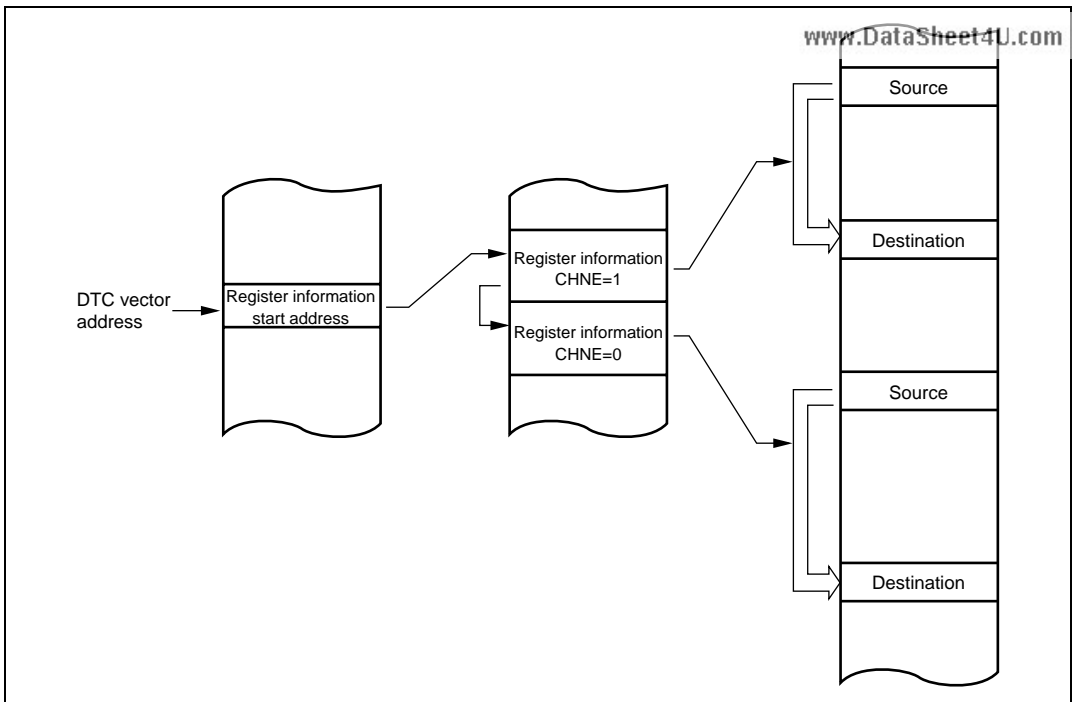 www.DataSheet4U.com
DTC vector
address
Register information
start address
Register information
CHNE=1
Register information
CHNE=0
Source
Destination
Source
Destination